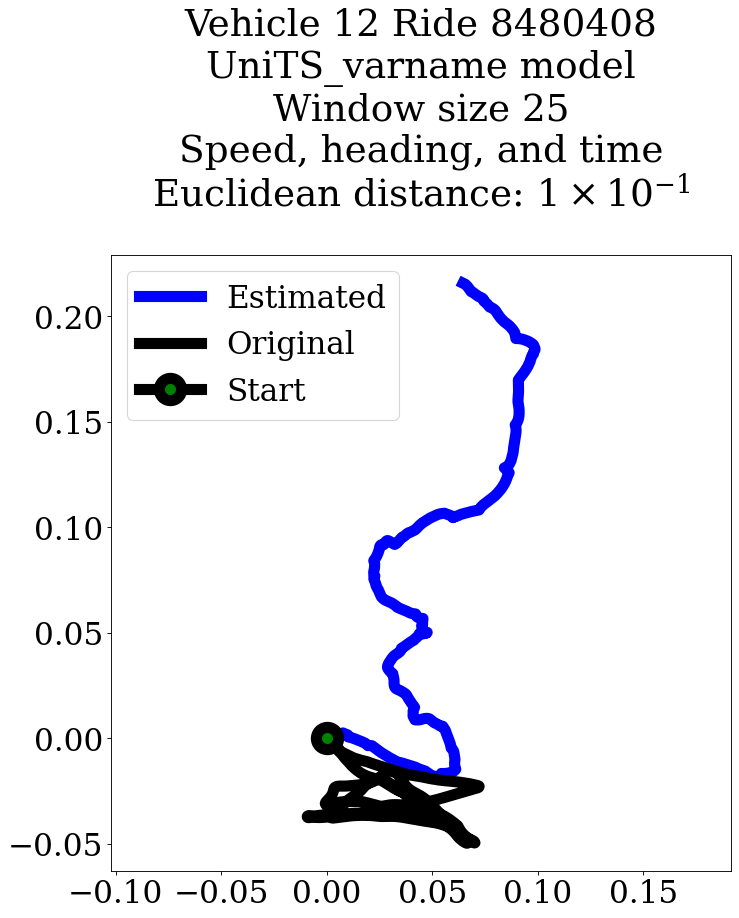 Vehicle 12 Ride 8480408
UniTS_varname model
Window size 25
Speed, heading, and time
Euclidean distance: 1 × 10⁻¹
Estimated
Original
Start
0.20
0.15
0.10
0.05
0.00
−0.05
−0.10 −0.05 0.00 0.05 0.10 0.15